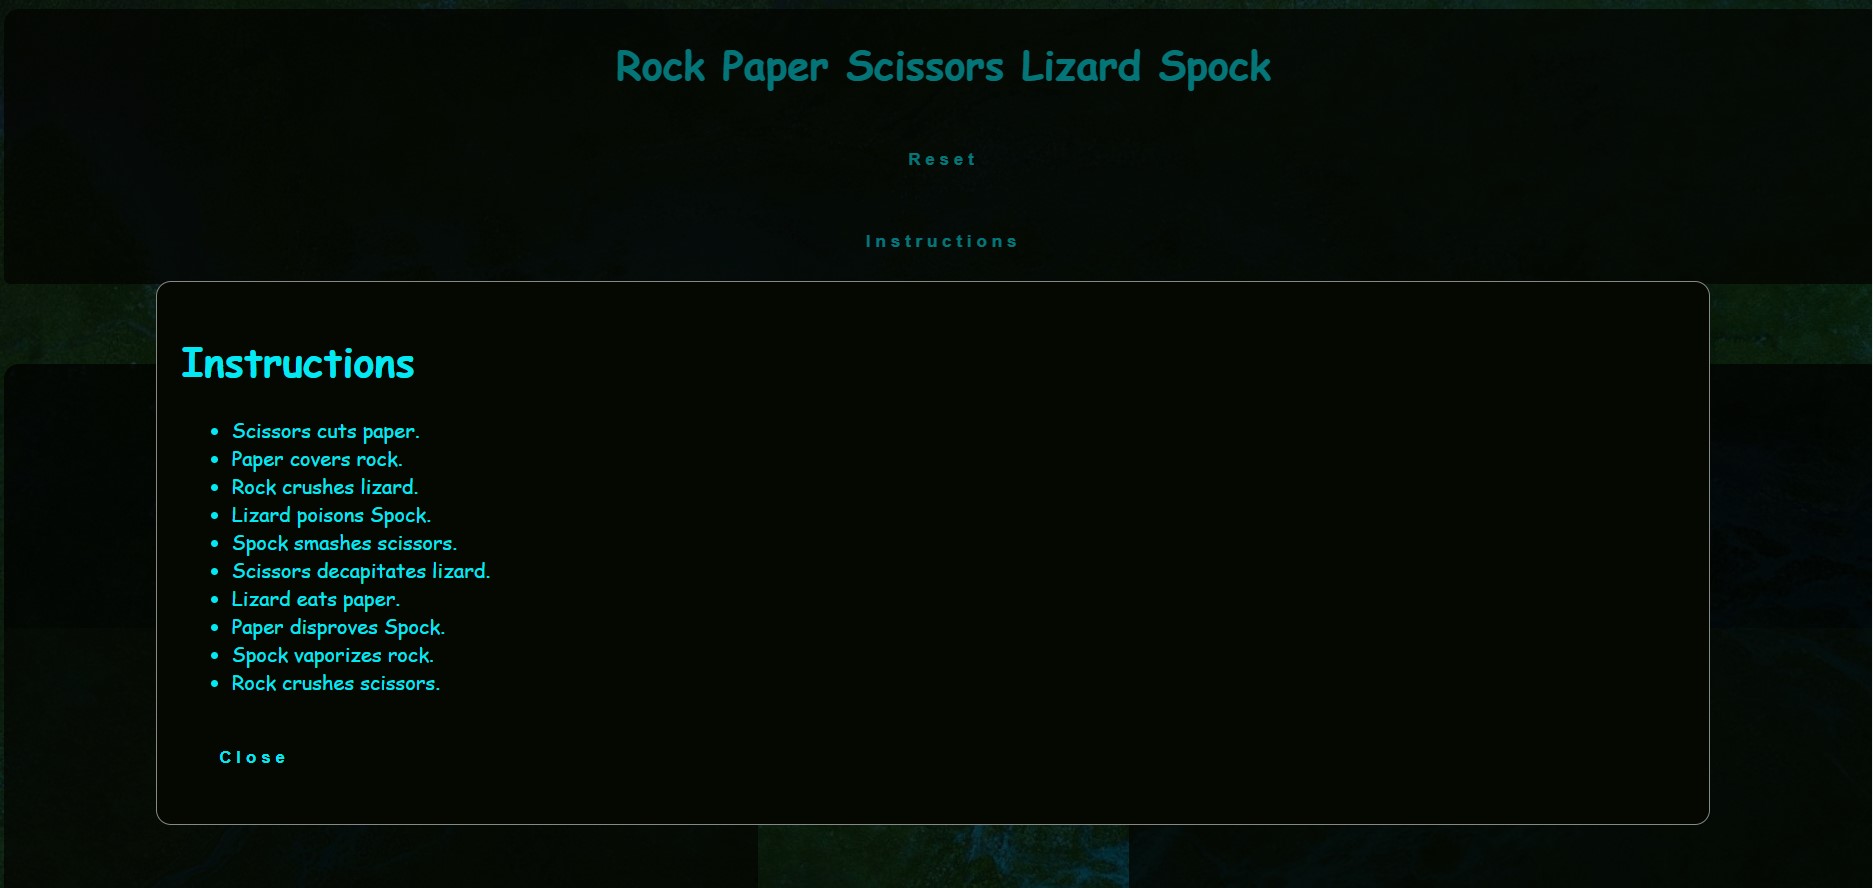 Rock Paper Scissors Lizard Spock
Reset
Instructions
Instructions
Scissors cuts paper.
Paper covers rock.
Rock crushes lizard.
Lizard poisons Spock.
Spock smashes scissors.
Scissors decapitates lizard.
Lizard eats paper.
Paper disproves Spock.
Spock vaporizes rock.
Rock crushes scissors.
Close